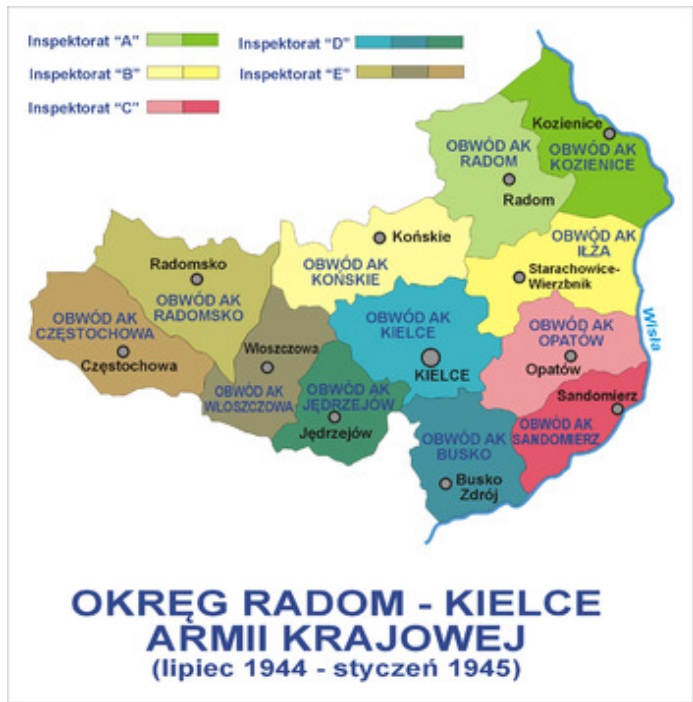 Inspektorat “A”
Inspektorat “B”
Inspektorat “C”
Inspektorat “D”
Inspektorat “E”
Kozienice
OBWÓD AK
KOZIENICE
OBWÓD AK
RADOM
Radom
Końskie
OBWÓD AK
KOŃSKIE
OBWÓD AK
IŁŻA
Starachowice-
Wierzbnik
Radomsko
OBWÓD AK
RADOMSKO
OBWÓD AK
CZĘSTOCHOWA
Częstochowa
Włoszczowa
OBWÓD AK
WŁOSZCZOWA
OBWÓD AK
KIELCE
KIELCE
OBWÓD AK
OPATÓW
Opatów
Wisła
OBWÓD AK
JĘDRZEJÓW
Jędrzejów
Sandomierz
OBWÓD AK
SANDOMIERZ
OBWÓD AK
BUSKO
Busko
Zdrój
OKRĘG RADOM - KIELCE
ARMII KRAJOWEJ
(lipiec 1944 - styczeń 1945)